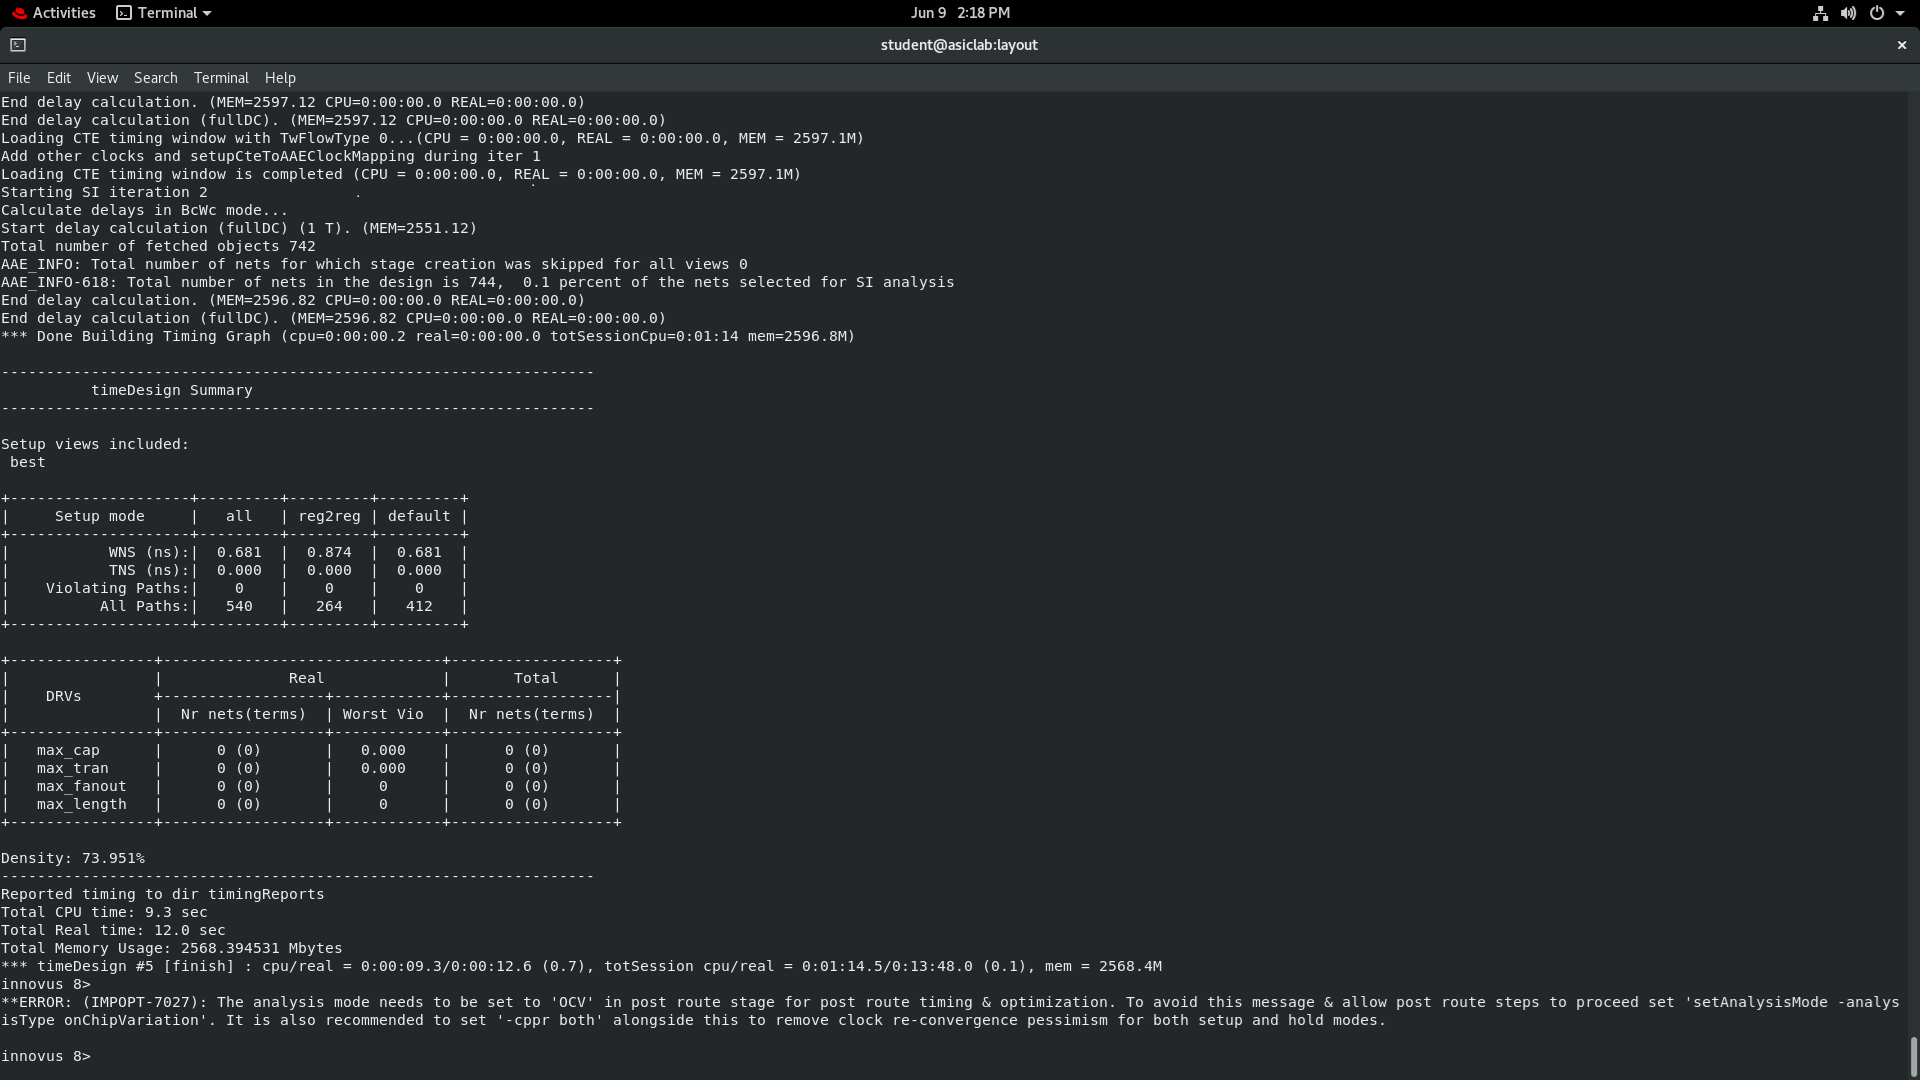 Activities Terminal Jun 9 2:18 PM
student@asiclab:layout
File Edit View Search Terminal Help
End delay calculation. (MEM=2597.12 CPU=0:00:00.0 REAL=0:00:00.0)
End delay calculation (fullDC). (MEM=2597.12 CPU=0:00:00.0 REAL=0:00:00.0)
Loading CTE timing window with TwFlowType 0...(CPU = 0:00:00.0, REAL = 0:00:00.0, MEM = 2597.1M)
Add other clocks and setupCteToAAEClockMapping during iter 1
Loading CTE timing window is completed (CPU = 0:00:00.0, REAL = 0:00:00.0, MEM = 2597.1M)
Starting SI iteration 2
Calculate delays in BcWc mode...
Start delay calculation (fullDC) (1 T). (MEM=2551.12)
Total number of fetched objects 742
AAE_INFO: Total number of nets for which stage creation was skipped for all views 0
AAE_INFO-618: Total number of nets in the design is 744,  0.1 percent of the nets selected for SI analysis
End delay calculation. (MEM=2596.82 CPU=0:00:00.0 REAL=0:00:00.0)
End delay calculation (fullDC). (MEM=2596.82 CPU=0:00:00.0 REAL=0:00:00.0)
*** Done Building Timing Graph (cpu=0:00:00.2 real=0:00:00.0 totSessionCpu=0:01:14 mem=2596.8M)
------------------------------------------------------------------
          timeDesign Summary
------------------------------------------------------------------
Setup views included:
 best
+--------------------+---------+---------+---------+
|     Setup mode     |   all   | reg2reg | default |
+--------------------+---------+---------+---------+
|           WNS (ns):|  0.681  |  0.874  |  0.681  |
|           TNS (ns):|  0.000  |  0.000  |  0.000  |
|    Violating Paths:|    0    |    0    |    0    |
|          All Paths:|   540   |   264   |   412   |
+--------------------+---------+---------+---------+
+----------------+-------------------------------+------------------+
|                |              Real             |       Total      |
|    DRVs        +------------------+------------+------------------|
|                |  Nr nets(terms)  | Worst Vio  |  Nr nets(terms)  |
+----------------+------------------+------------+------------------+
|   max_cap      |      0 (0)       |   0.000    |      0 (0)       |
|   max_tran     |      0 (0)       |   0.000    |      0 (0)       |
|   max_fanout   |      0 (0)       |     0      |      0 (0)       |
|   max_length   |      0 (0)       |     0      |      0 (0)       |
+----------------+------------------+------------+------------------+
Density: 73.951%
------------------------------------------------------------------
Reported timing to dir timingReports
Total CPU time: 9.3 sec
Total Real time: 12.0 sec
Total Memory Usage: 2568.394531 Mbytes
*** timeDesign #5 [finish] : cpu/real = 0:00:09.3/0:00:12.6 (0.7), totSession cpu/real = 0:01:14.5/0:13:48.0 (0.1), mem = 2568.4M
innovus 8>
**ERROR: (IMPOPT-7027): The analysis mode needs to be set to 'OCV' in post route stage for post route timing & optimization. To avoid this message & allow post route steps to proceed set 'setAnalysisMode -analys
isType onChipVariation'. It is also recommended to set '-cppr both' alongside this to remove clock re-convergence pessimism for both setup and hold modes.
innovus 8>